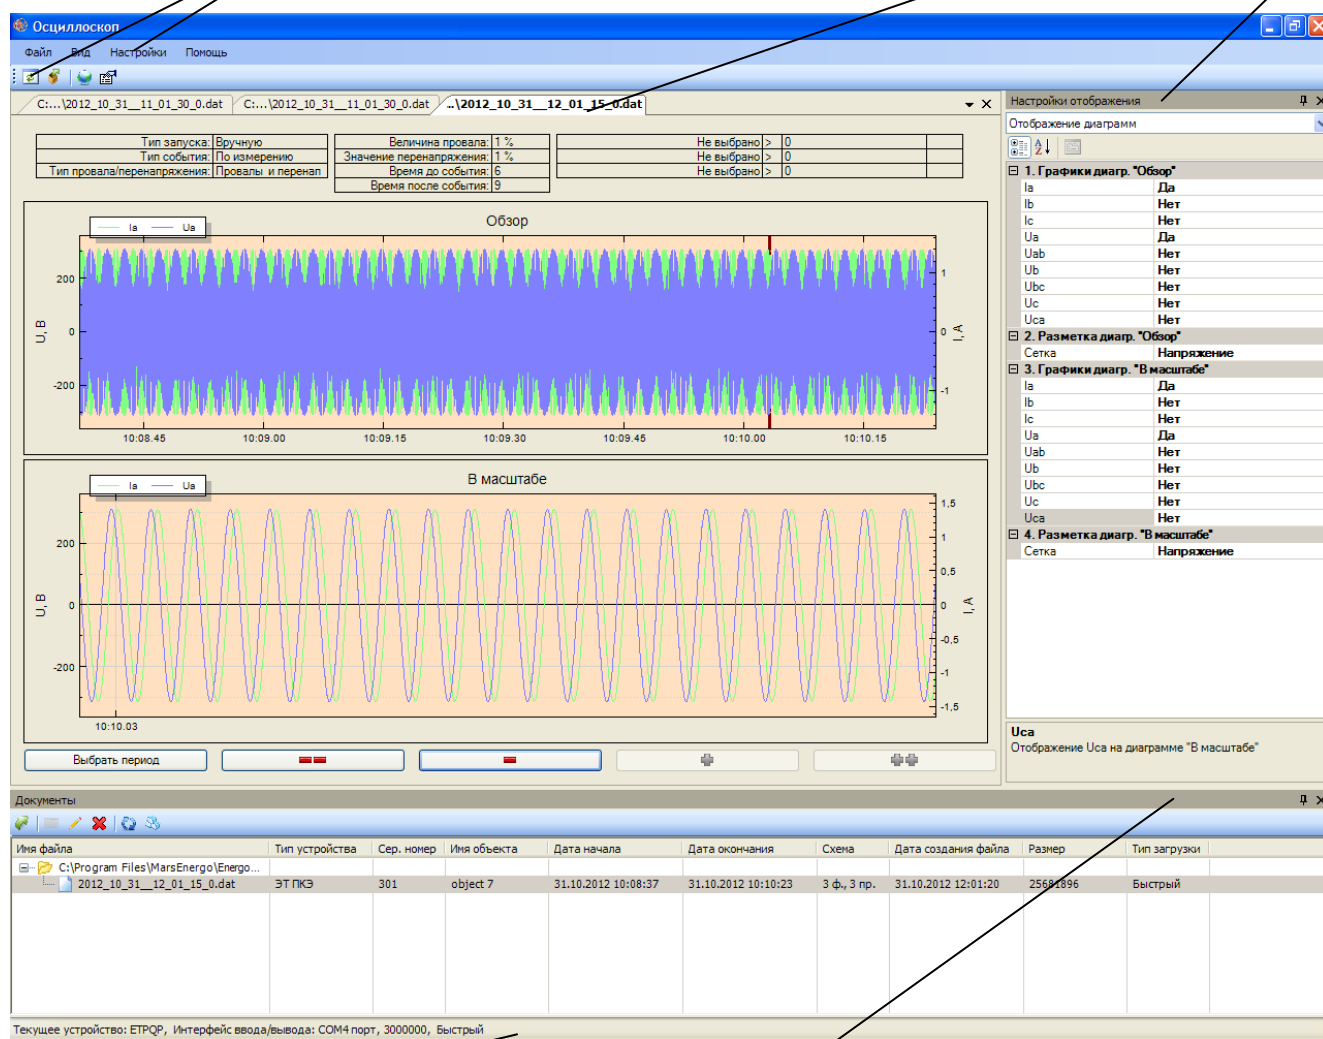 Осциллоскоп
Файл Вид Настройки Помощь
C:...\2012_10_31__11_01_30_0.dat C:...\2012_10_31__11_01_30_0.dat ..\2012_10_31__12_01_15_0.dat
Тип запуска: Вручную Величина провала: 1 % Не выбрано > 0
Тип события: По измерению Значение перенапряжения: 1 % Не выбрано > 0
Тип провала/перенапряжения: Провалы и перенап Время до события: 6 Не выбрано > 0
Время после события: 9
Обзор
Ia Ua
U, В
200
0
-200
1
0
-1
I, А
10:08.45 10:09.00 10:09.15 10:09.30 10:09.45 10:10.00 10:10.15
В масштабе
Ia Ua
U, В
200
0
-200
1,5
1
0,5
0
-0,5
-1
-1,5
I, А
10:10.03
Выбрать период
Настройки отображения
Отображение диаграмм
1. Графики диагр. "Обзор"
Ia Да
Ib Нет
Ic Нет
Ua Да
Uab Нет
Ub Нет
Ubc Нет
Uc Нет
Uca Нет
2. Разметка диагр. "Обзор"
Сетка Напряжение
3. Графики диагр. "В масштабе"
Ia Да
Ib Нет
Ic Нет
Ua Да
Uab Нет
Ub Нет
Ubc Нет
Uc Нет
Uca Нет
4. Разметка диагр. "В масштабе"
Сетка Напряжение
Uca
Отображение Uca на диаграмме "В масштабе"
Документы
Имя файла Тип устройства Сер. номер Имя объекта Дата начала Дата окончания Схема Дата создания файла Размер Тип загрузки
C:\Program Files\MarsEnergo\Energo...
2012_10_31__12_01_15_0.dat ЭТ ПКЭ 301 object 7 31.10.2012 10:08:37 31.10.2012 10:10:23 3 ф., 3 пр. 31.10.2012 12:01:20 25681896 Быстрый
Текущее устройство: ETPQP, Интерфейс ввода/вывода: COM4 порт, 3000000, Быстрый